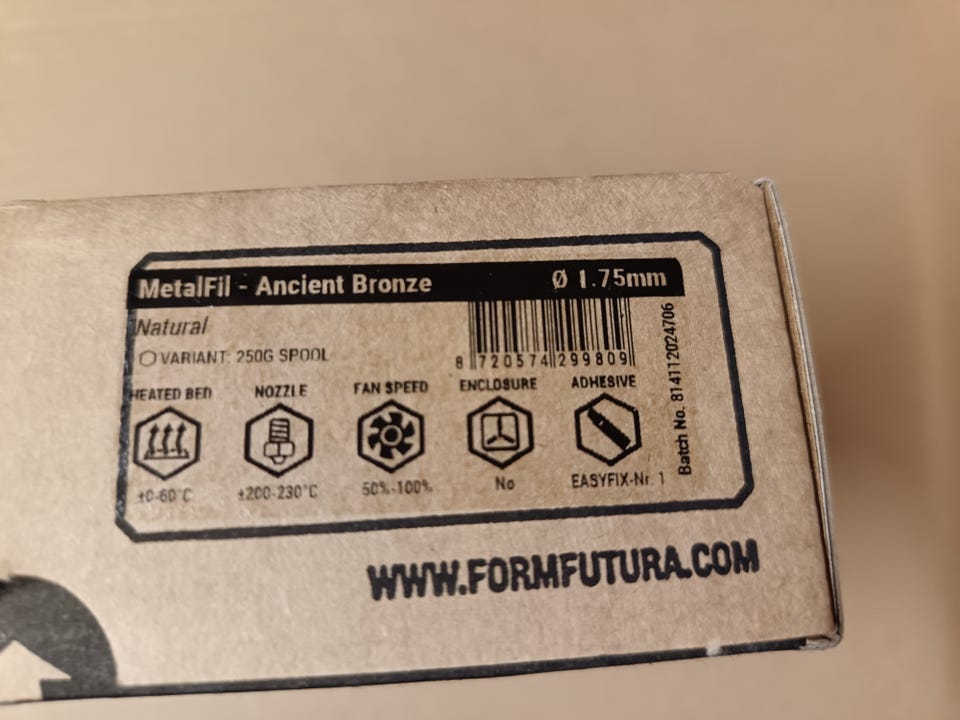 MetalFil - Ancient Bronze Ø 1.75mm
Natural
VARIANT: 250G SPOOL
8 720574 299809
HEATED BED NOZZLE FAN SPEED ENCLOSURE ADHESIVE
±0-60°C ±200-230°C 50%-100% No EASYFIX-Nr. 1
Batch No. 814112024706
WWW.FORMFUTURA.COM